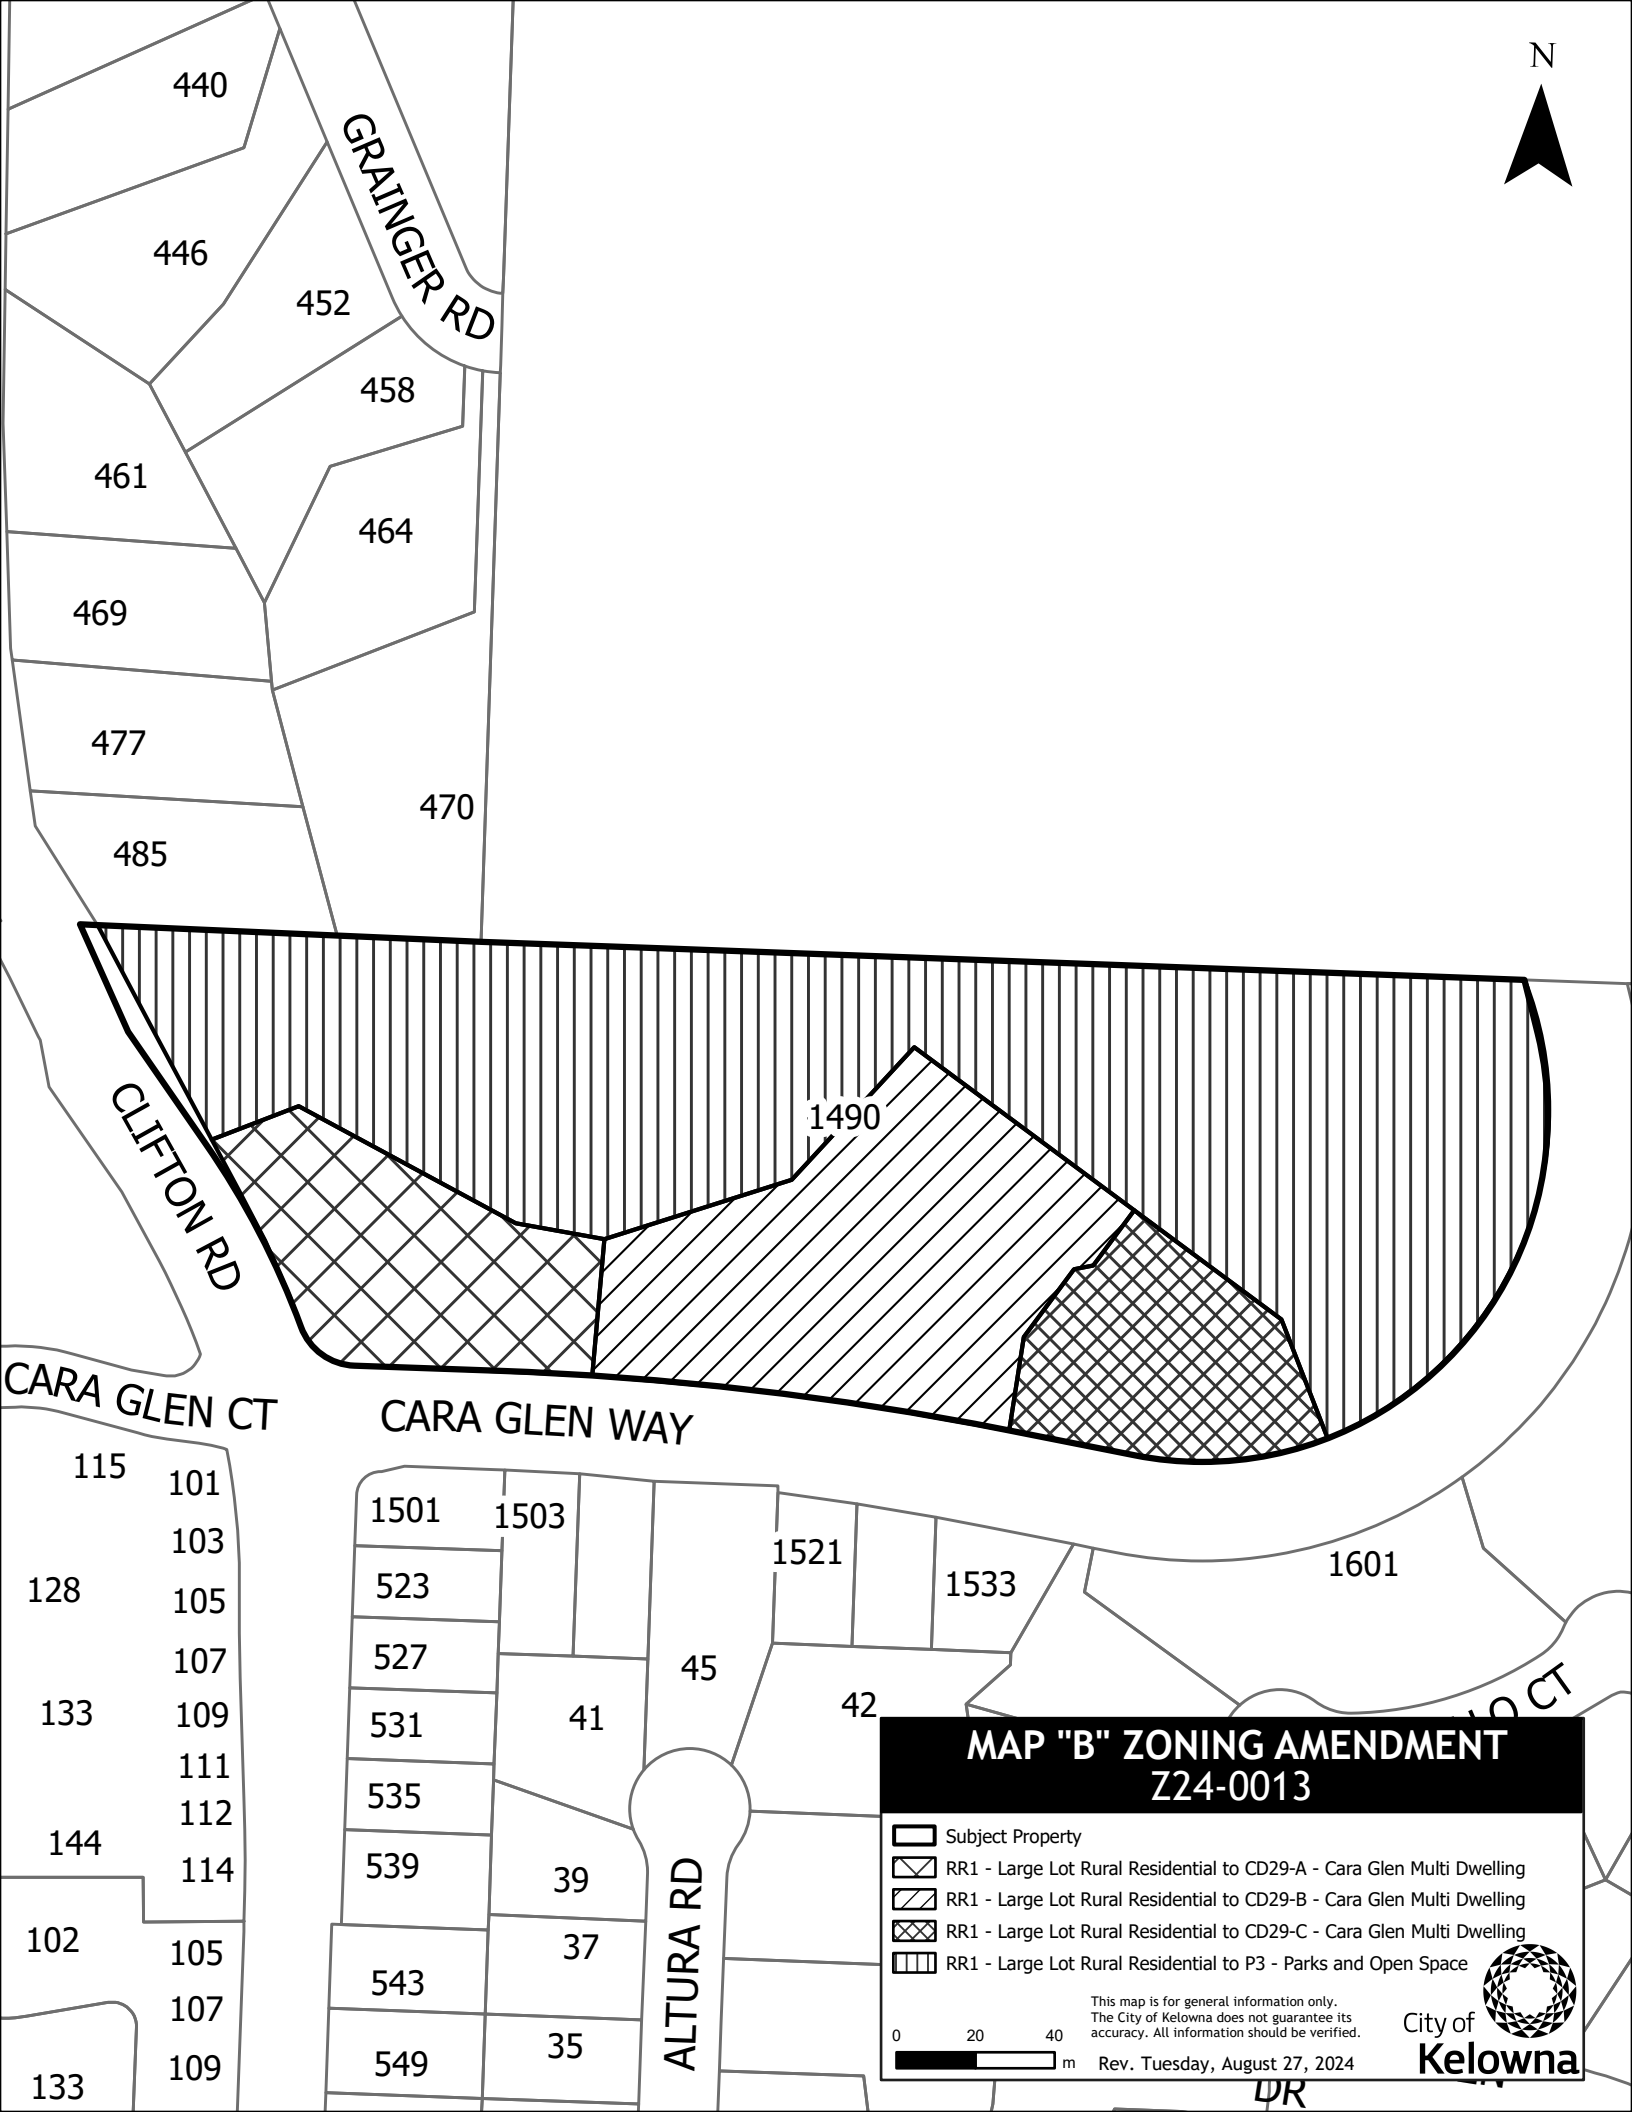 N
440
GRAINGER RD
446
452
458
461
464
469
477
470
485
1490
CLIFTON RD
CARA GLEN CT
CARA GLEN WAY
115
101
1501
1503
103
1521
1533
1601
128
105
523
107
527
45
133
109
531
41
42
CT
111
535
112
144
114
539
39
102
105
543
37
ALTURA RD
107
549
35
133
109
DR
MAP "B" ZONING AMENDMENT
Z24-0013
Subject Property
RR1 - Large Lot Rural Residential to CD29-A - Cara Glen Multi Dwelling
RR1 - Large Lot Rural Residential to CD29-B - Cara Glen Multi Dwelling
RR1 - Large Lot Rural Residential to CD29-C - Cara Glen Multi Dwelling
RR1 - Large Lot Rural Residential to P3 - Parks and Open Space
This map is for general information only.
The City of Kelowna does not guarantee its
accuracy. All information should be verified.
0 20 40 m
Rev. Tuesday, August 27, 2024
City of
Kelowna